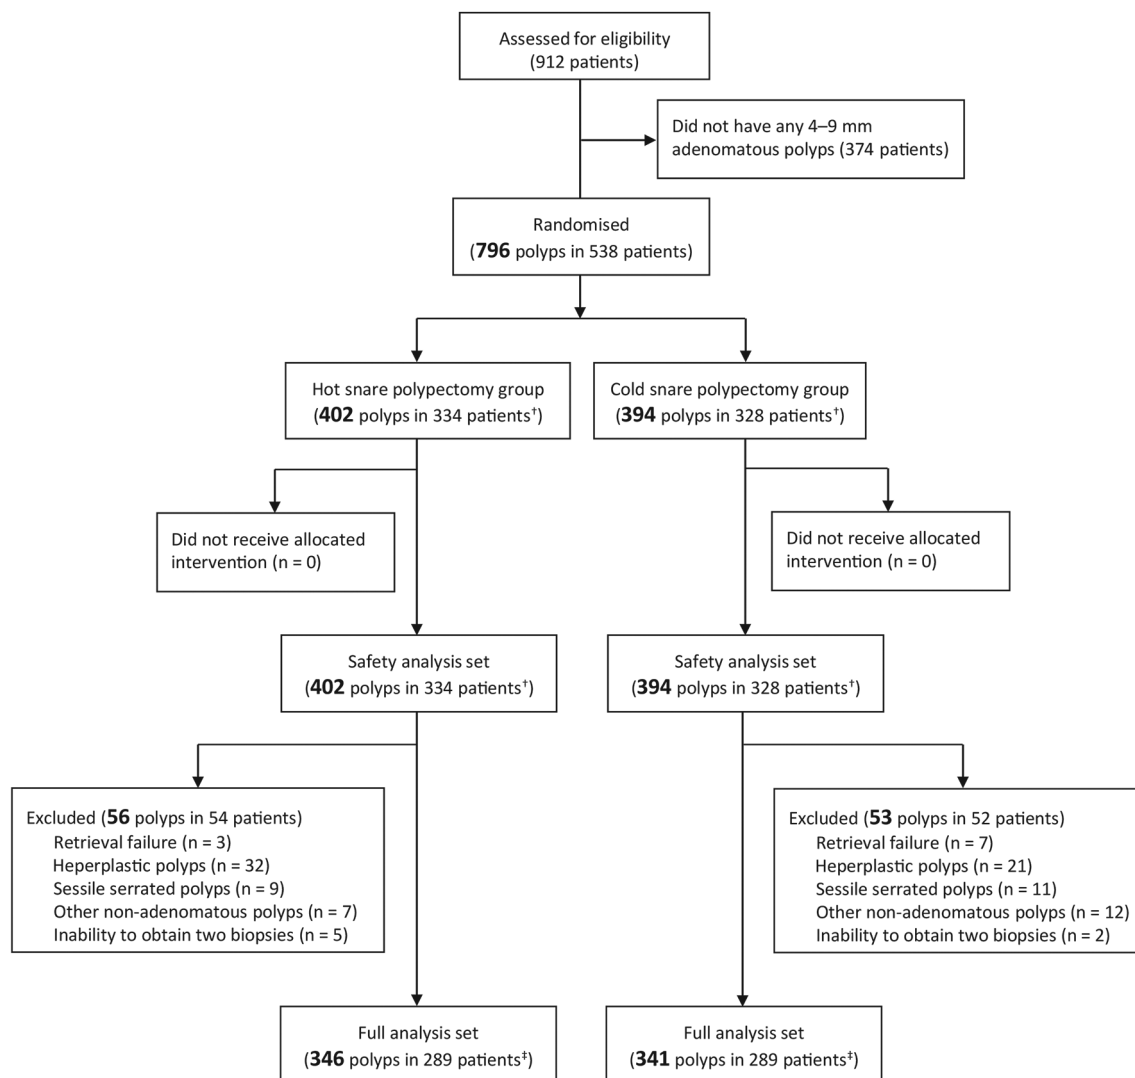 Assessed for eligibility
(912 patients)
Did not have any 4–9 mm
adenomatous polyps (374 patients)
Randomised
(796 polyps in 538 patients)
Hot snare polypectomy group
(402 polyps in 334 patients†)
Cold snare polypectomy group
(394 polyps in 328 patients†)
Did not receive allocated
intervention (n = 0)
Did not receive allocated
intervention (n = 0)
Safety analysis set
(402 polyps in 334 patients†)
Safety analysis set
(394 polyps in 328 patients†)
Excluded (56 polyps in 54 patients)
Retrieval failure (n = 3)
Heperplastic polyps (n = 32)
Sessile serrated polyps (n = 9)
Other non-adenomatous polyps (n = 7)
Inability to obtain two biopsies (n = 5)
Excluded (53 polyps in 52 patients)
Retrieval failure (n = 7)
Heperplastic polyps (n = 21)
Sessile serrated polyps (n = 11)
Other non-adenomatous polyps (n = 12)
Inability to obtain two biopsies (n = 2)
Full analysis set
(346 polyps in 289 patients‡)
Full analysis set
(341 polyps in 289 patients‡)